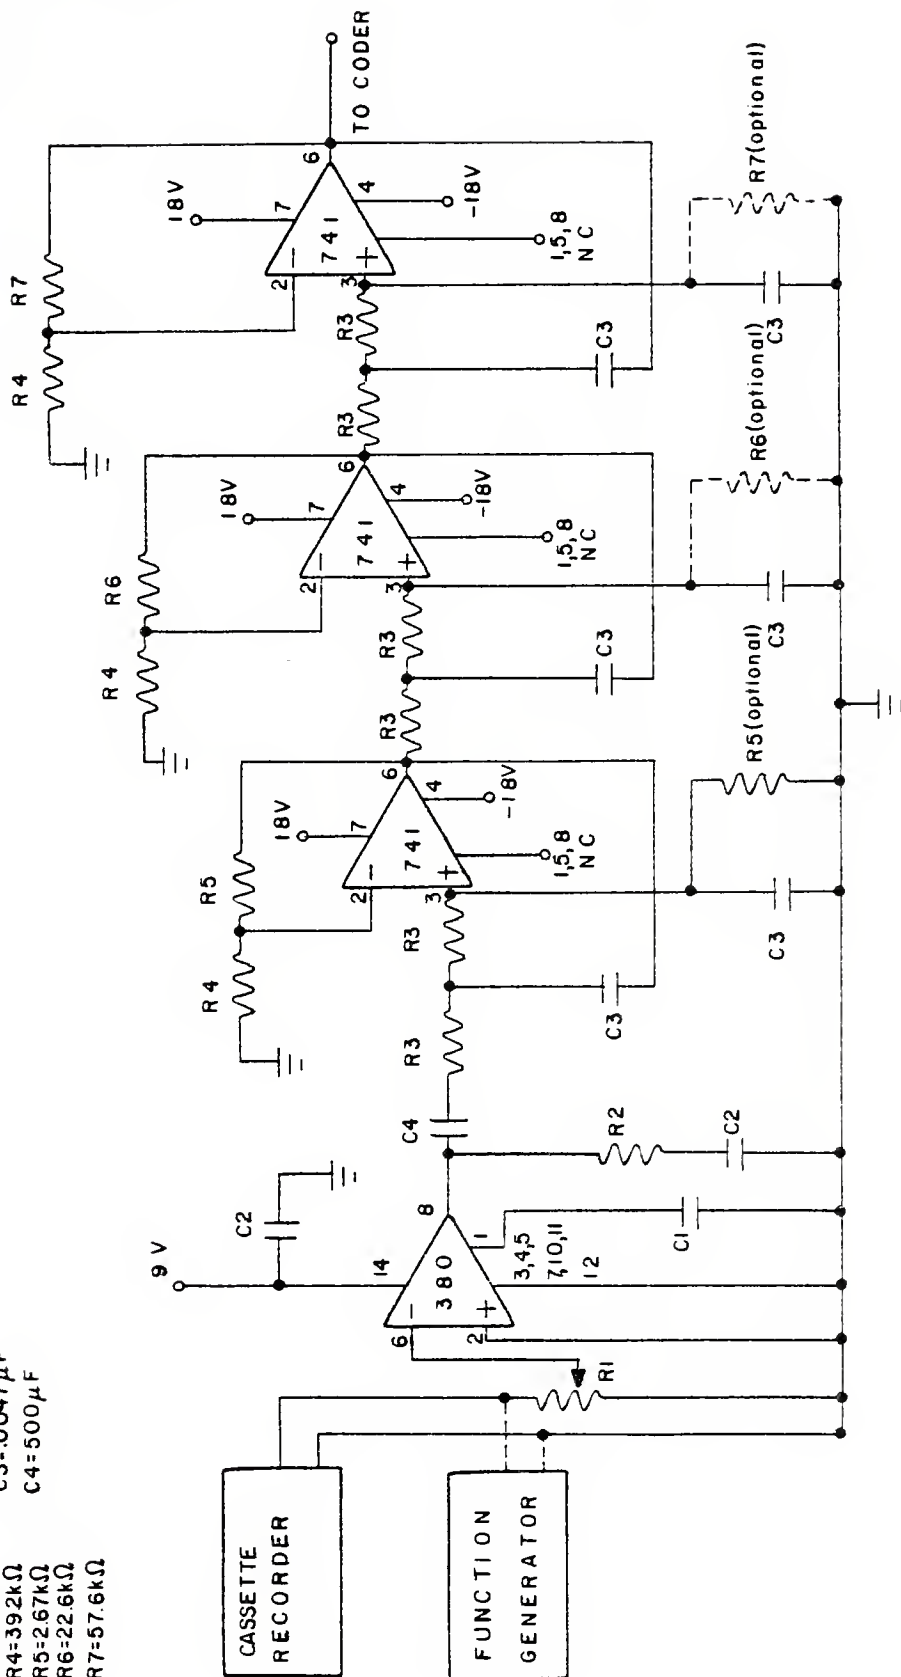 R4=392kΩ
R5=2.67kΩ
R6=22.6kΩ
R7=57.6kΩ
C3=.0047μF
C4=500μF
CASSETTE
RECORDER
FUNCTION
GENERATOR
R1
9V
C2
14
6
−
380
2
+
8
1
3,4,5
7,10,11
12
C1
R2
C2
C4
R3
R3
C3
R4
R5
18V
7
2
−
741
3
+
6
4
-18V
1,5,8
NC
C3
R5(optional)
R3
R3
C3
R4
R6
18V
7
2
−
741
3
+
6
4
-18V
1,5,8
NC
C3
R6(optional)
R3
R3
C3
R4
R7
18V
7
2
−
741
3
+
6
4
-18V
1,5,8
NC
C3
R7(optional)
TO CODER